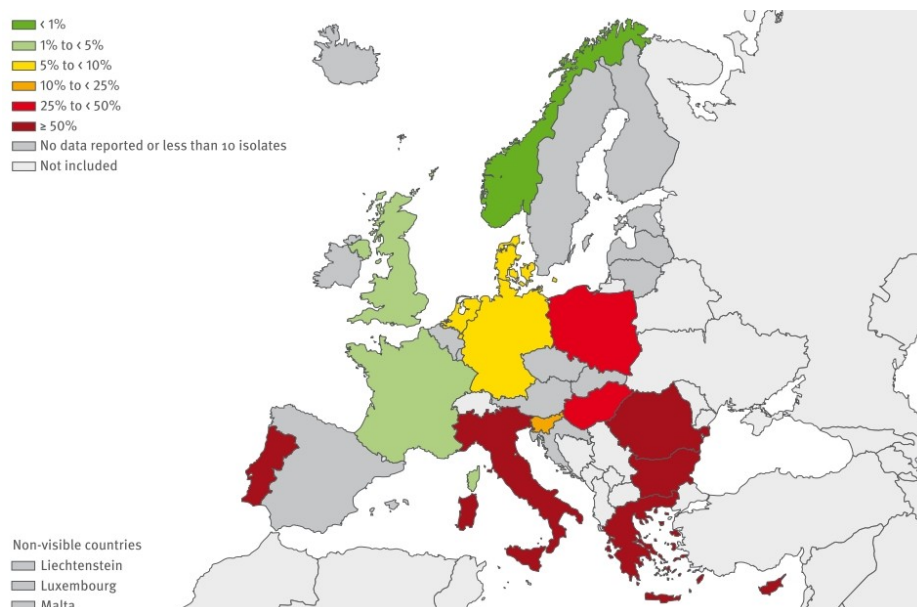 < 1%
1% to < 5%
5% to < 10%
10% to < 25%
25% to < 50%
≥ 50%
No data reported or less than 10 isolates
Not included
Non-visible countries
Liechtenstein
Luxembourg
Malta